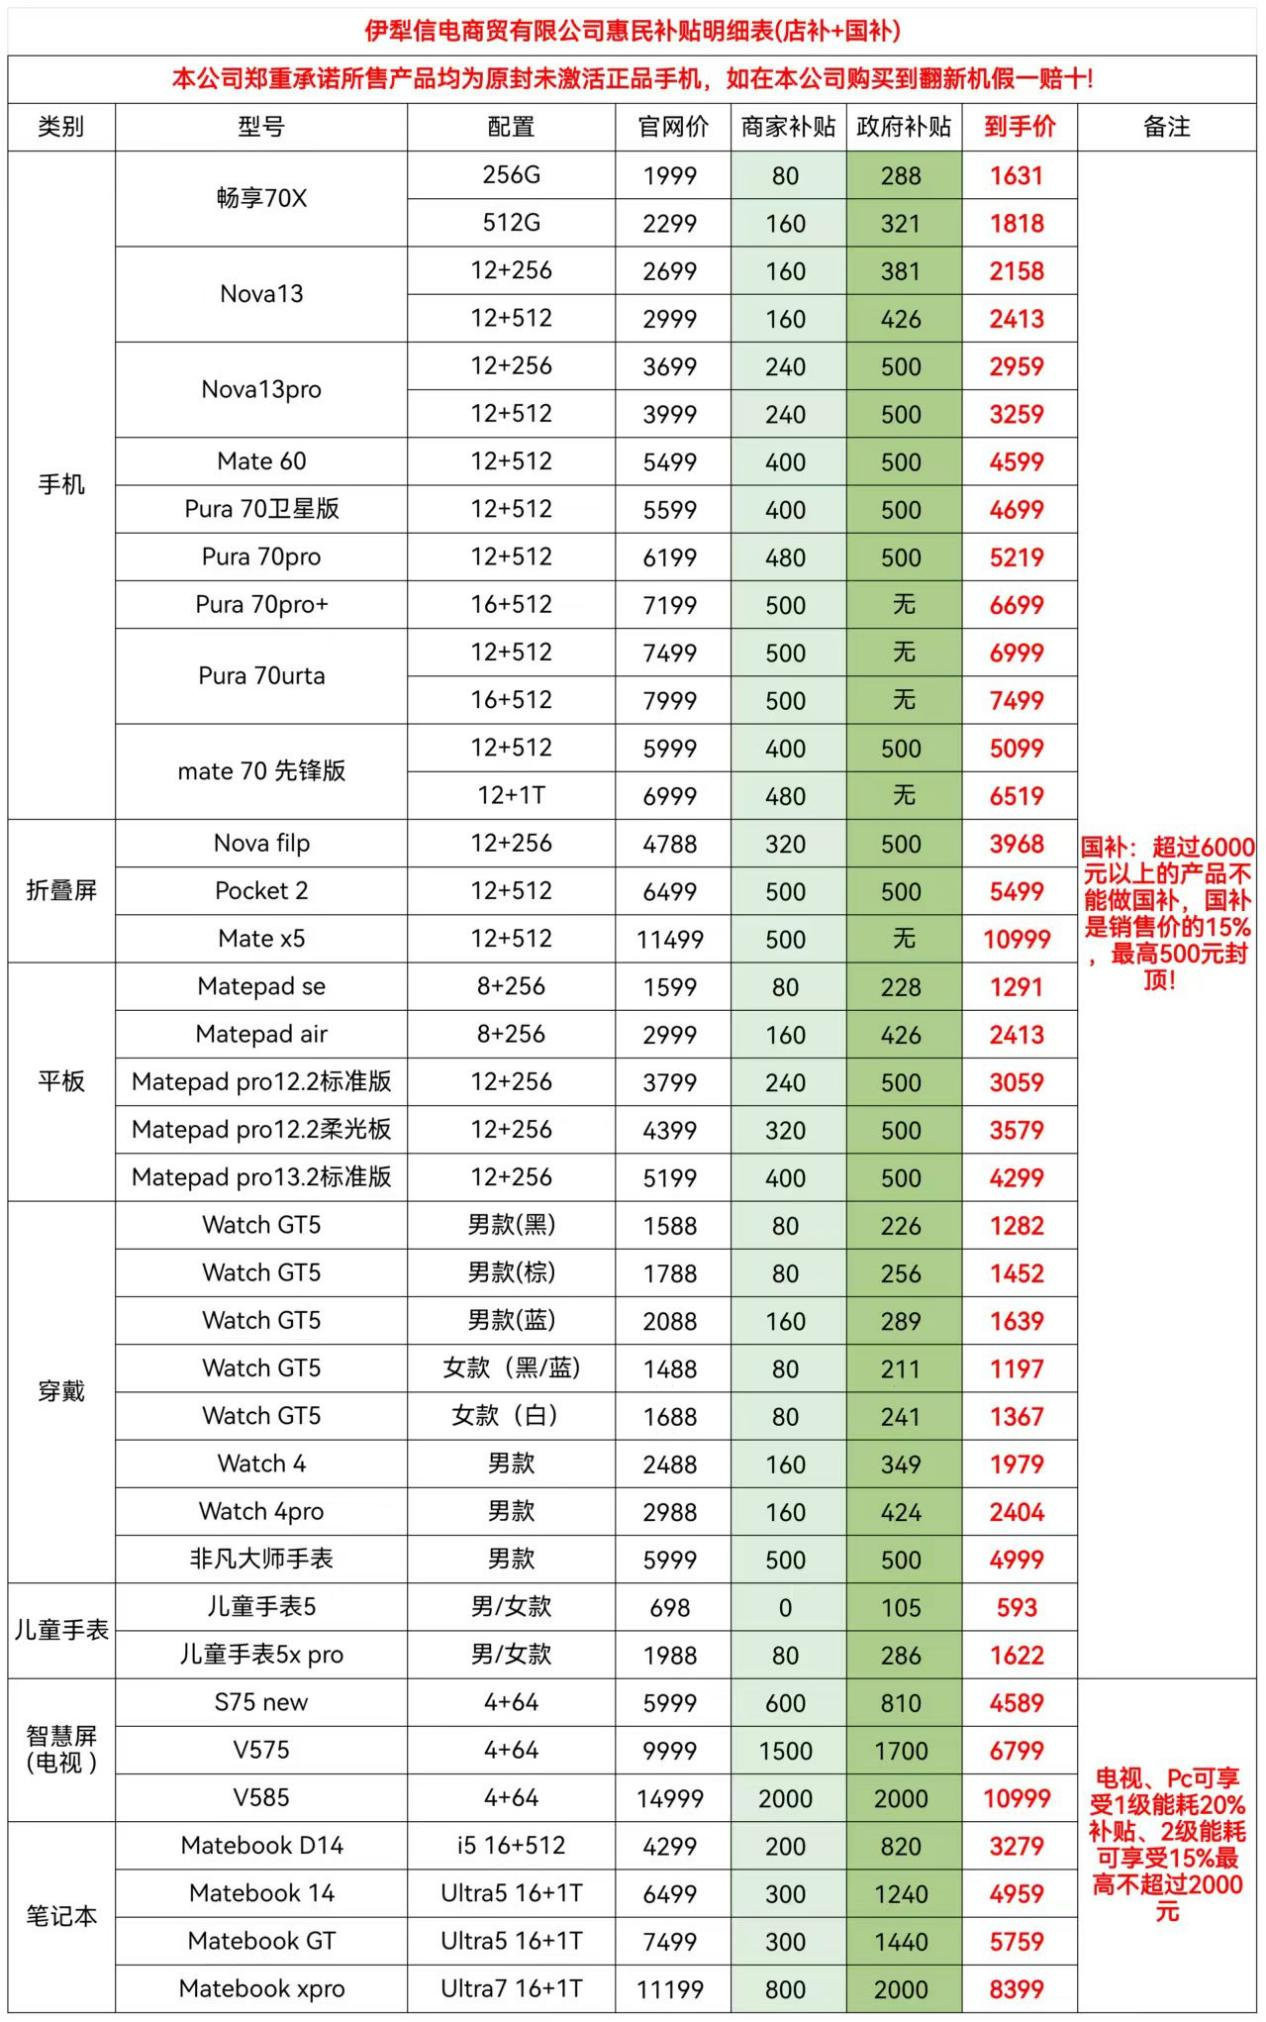 伊犁信电商贸有限公司惠民补贴明细表(店补+国补)
本公司郑重承诺所售产品均为原封未激活正品手机，如在本公司购买到翻新机假一赔十!
类别 型号 配置 官网价 商家补贴 政府补贴 到手价 备注
手机
畅享70X 256G 1999 80 288 1631
512G 2299 160 321 1818
Nova13 12+256 2699 160 381 2158
12+512 2999 160 426 2413
Nova13pro 12+256 3699 240 500 2959
12+512 3999 240 500 3259
Mate 60 12+512 5499 400 500 4599
Pura 70卫星版 12+512 5599 400 500 4699
Pura 70pro 12+512 6199 480 500 5219
Pura 70pro+ 16+512 7199 500 无 6699
Pura 70urta 12+512 7499 500 无 6999
16+512 7999 500 无 7499
mate 70 先锋版 12+512 5999 400 500 5099
12+1T 6999 480 无 6519
折叠屏
Nova filp 12+256 4788 320 500 3968
Pocket 2 12+512 6499 500 500 5499
Mate x5 12+512 11499 500 无 10999
平板
Matepad se 8+256 1599 80 228 1291
Matepad air 8+256 2999 160 426 2413
Matepad pro12.2标准版 12+256 3799 240 500 3059
Matepad pro12.2柔光板 12+256 4399 320 500 3579
Matepad pro13.2标准版 12+256 5199 400 500 4299
穿戴
Watch GT5 男款(黑) 1588 80 226 1282
Watch GT5 男款(棕) 1788 80 256 1452
Watch GT5 男款(蓝) 2088 160 289 1639
Watch GT5 女款（黑/蓝） 1488 80 211 1197
Watch GT5 女款（白） 1688 80 241 1367
Watch 4 男款 2488 160 349 1979
Watch 4pro 男款 2988 160 424 2404
非凡大师手表 男款 5999 500 500 4999
儿童手表
儿童手表5 男/女款 698 0 105 593
儿童手表5x pro 男/女款 1988 80 286 1622
国补：超过6000
元以上的产品不
能做国补，国补
是销售价的15%
，最高500元封
顶!
智慧屏
(电视）
S75 new 4+64 5999 600 810 4589
V575 4+64 9999 1500 1700 6799
V585 4+64 14999 2000 2000 10999
笔记本
Matebook D14 i5 16+512 4299 200 820 3279
Matebook 14 Ultra5 16+1T 6499 300 1240 4959
Matebook GT Ultra5 16+1T 7499 300 1440 5759
Matebook xpro Ultra7 16+1T 11199 800 2000 8399
电视、Pc可享
受1级能耗20%
补贴、2级能耗
可享受15%最
高不超过2000
元